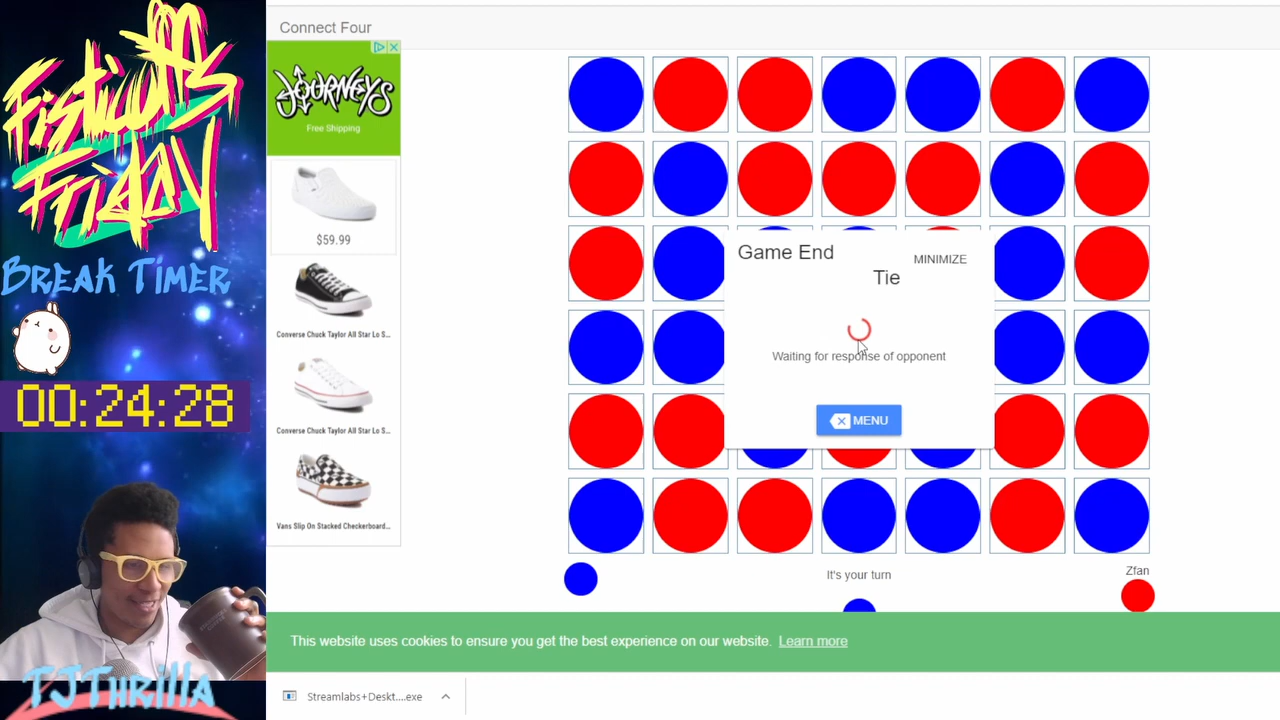 Fisticuffs
Friday
Break Timer
00:24:28
TJThrilla
Connect Four
JOURNEYS
Free Shipping
$59.99
Converse Chuck Taylor All Star Lo S...
Converse Chuck Taylor All Star Lo S...
Vans Slip On Stacked Checkerboard...
Game End
MINIMIZE
Tie
Waiting for response of opponent
MENU
It's your turn
Zfan
This website uses cookies to ensure you get the best experience on our website. Learn more
Streamlabs+Deskt....exe